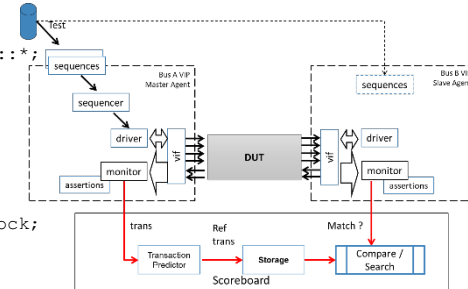 Test
::*;
sequences
Bus A VIP
Master Agent
Bus B VI
Slave Agen
sequences
sequencer
driver
vif
DUT
vif
driver
monitor
monitor
assertions
assertions
ock;
trans
Ref
trans
Match ?
Transaction
Predictor
Storage
Compare /
Search
Scoreboard